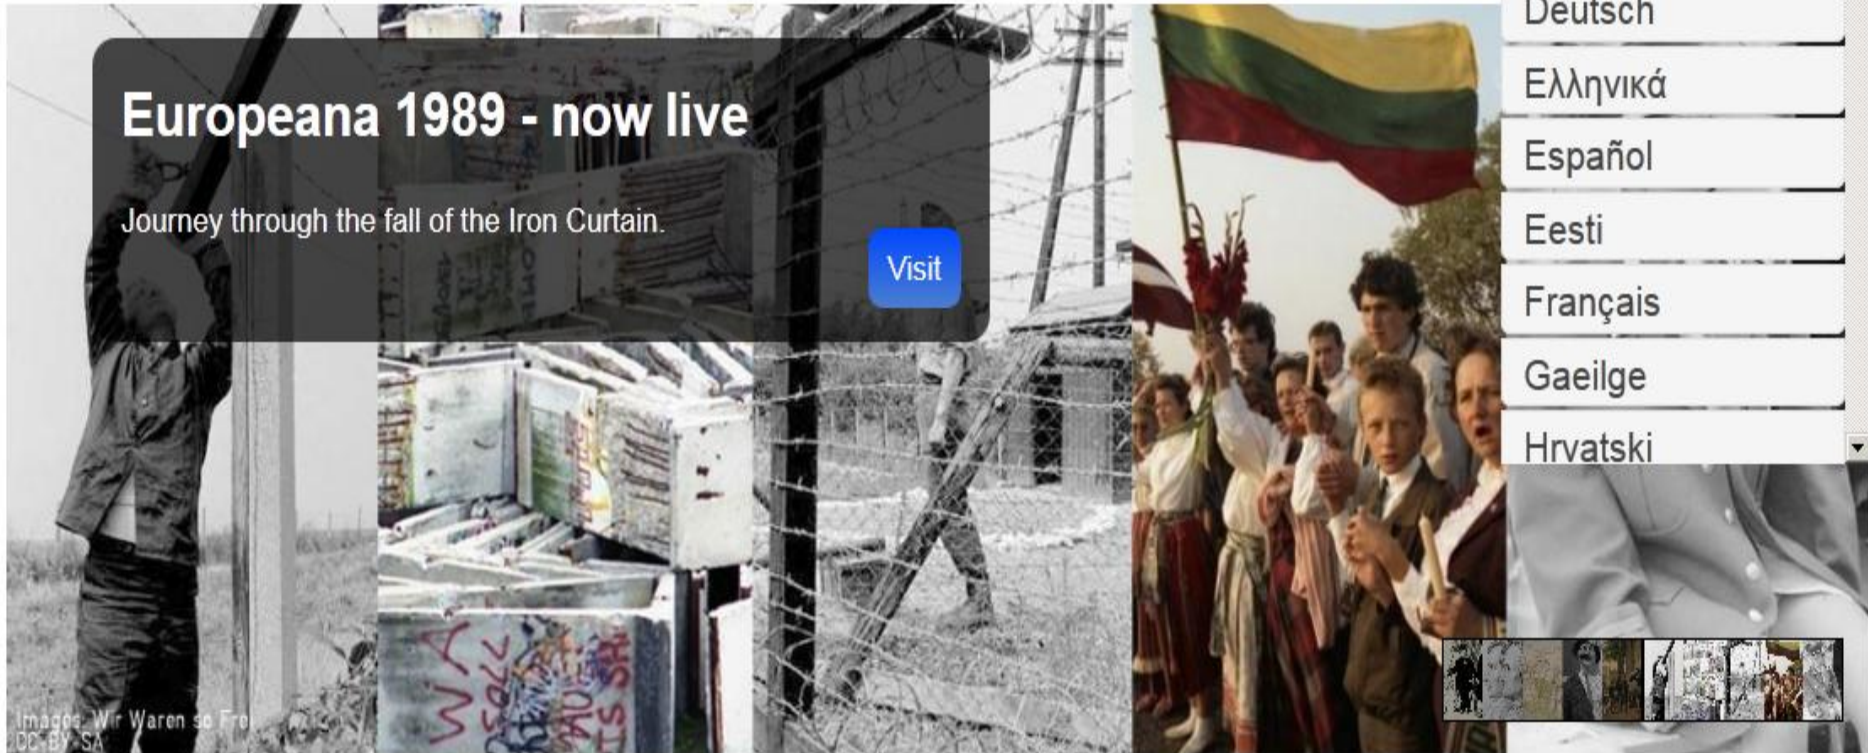 Europeana 1989 - now live
Journey through the fall of the Iron Curtain.
Visit
Deutsch
Ελληνικά
Español
Eesti
Français
Gaeilge
Hrvatski
WA
Images: Wir Waren so Frei
CC-BY-SA